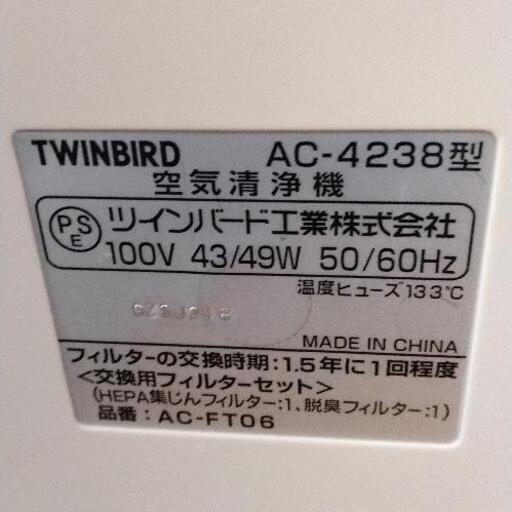 TWINBIRD AC-4238型
空気清浄機
PSE ツインバード工業株式会社
100V 43/49W 50/60Hz
温度ヒューズ133℃
MADE IN CHINA
フィルターの交換時期:1.5年に1回程度
<交換用フィルターセット>
(HEPA集じんフィルター:1、脱臭フィルター:1)
品番:AC-FT06